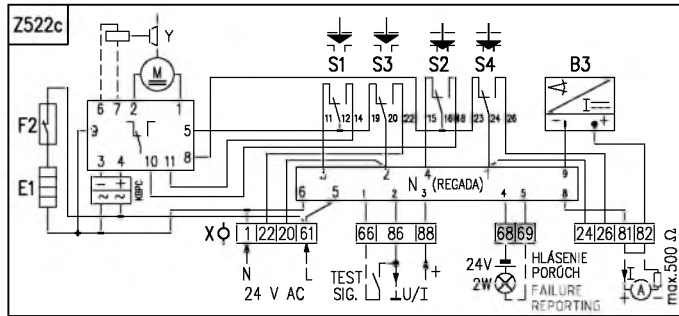 Z522c
Y
M
S1 S3 S2 S4 B3
I
- +
6 7 2 1
F2
9 5
8
3 4 10 11
- +
~ ~
KBPC
E1
11 12 14 19 20 22 15 16 18 23 24 26
3 2 4 1 9
N (REGADA)
6 5 1 2 3 4 5 8
X 1 22 20 61 66 86 88 68 69 24 26 81 82
N L
24 V AC
TEST
SIG.
⊥U/I +
24V
2W
HLÁSENIE
PORÚCH
FAILURE
REPORTING
I
+ A -
max.500 Ω